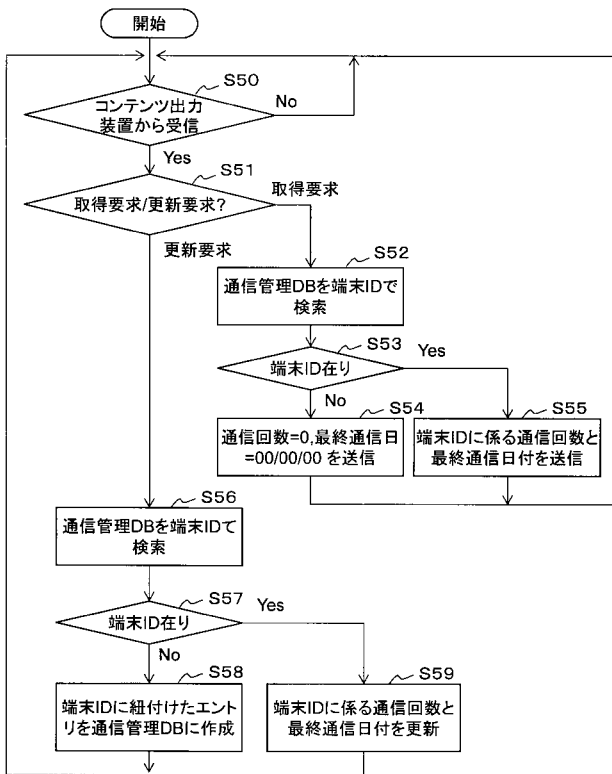 開始
S50
コンテンツ出力
装置から受信
No
Yes
S51
取得要求/更新要求?
取得要求
更新要求
S52
通信管理DBを端末IDで
検索
S53
端末ID在り
Yes
No
S54
通信回数=0,最終通信日
=00/00/00 を送信
S55
端末IDに係る通信回数と
最終通信日付を送信
S56
通信管理DBを端末IDで
検索
S57
端末ID在り
Yes
No
S58
端末IDに紐付けたエント
リを通信管理DBに作成
S59
端末IDに係る通信回数と
最終通信日付を更新